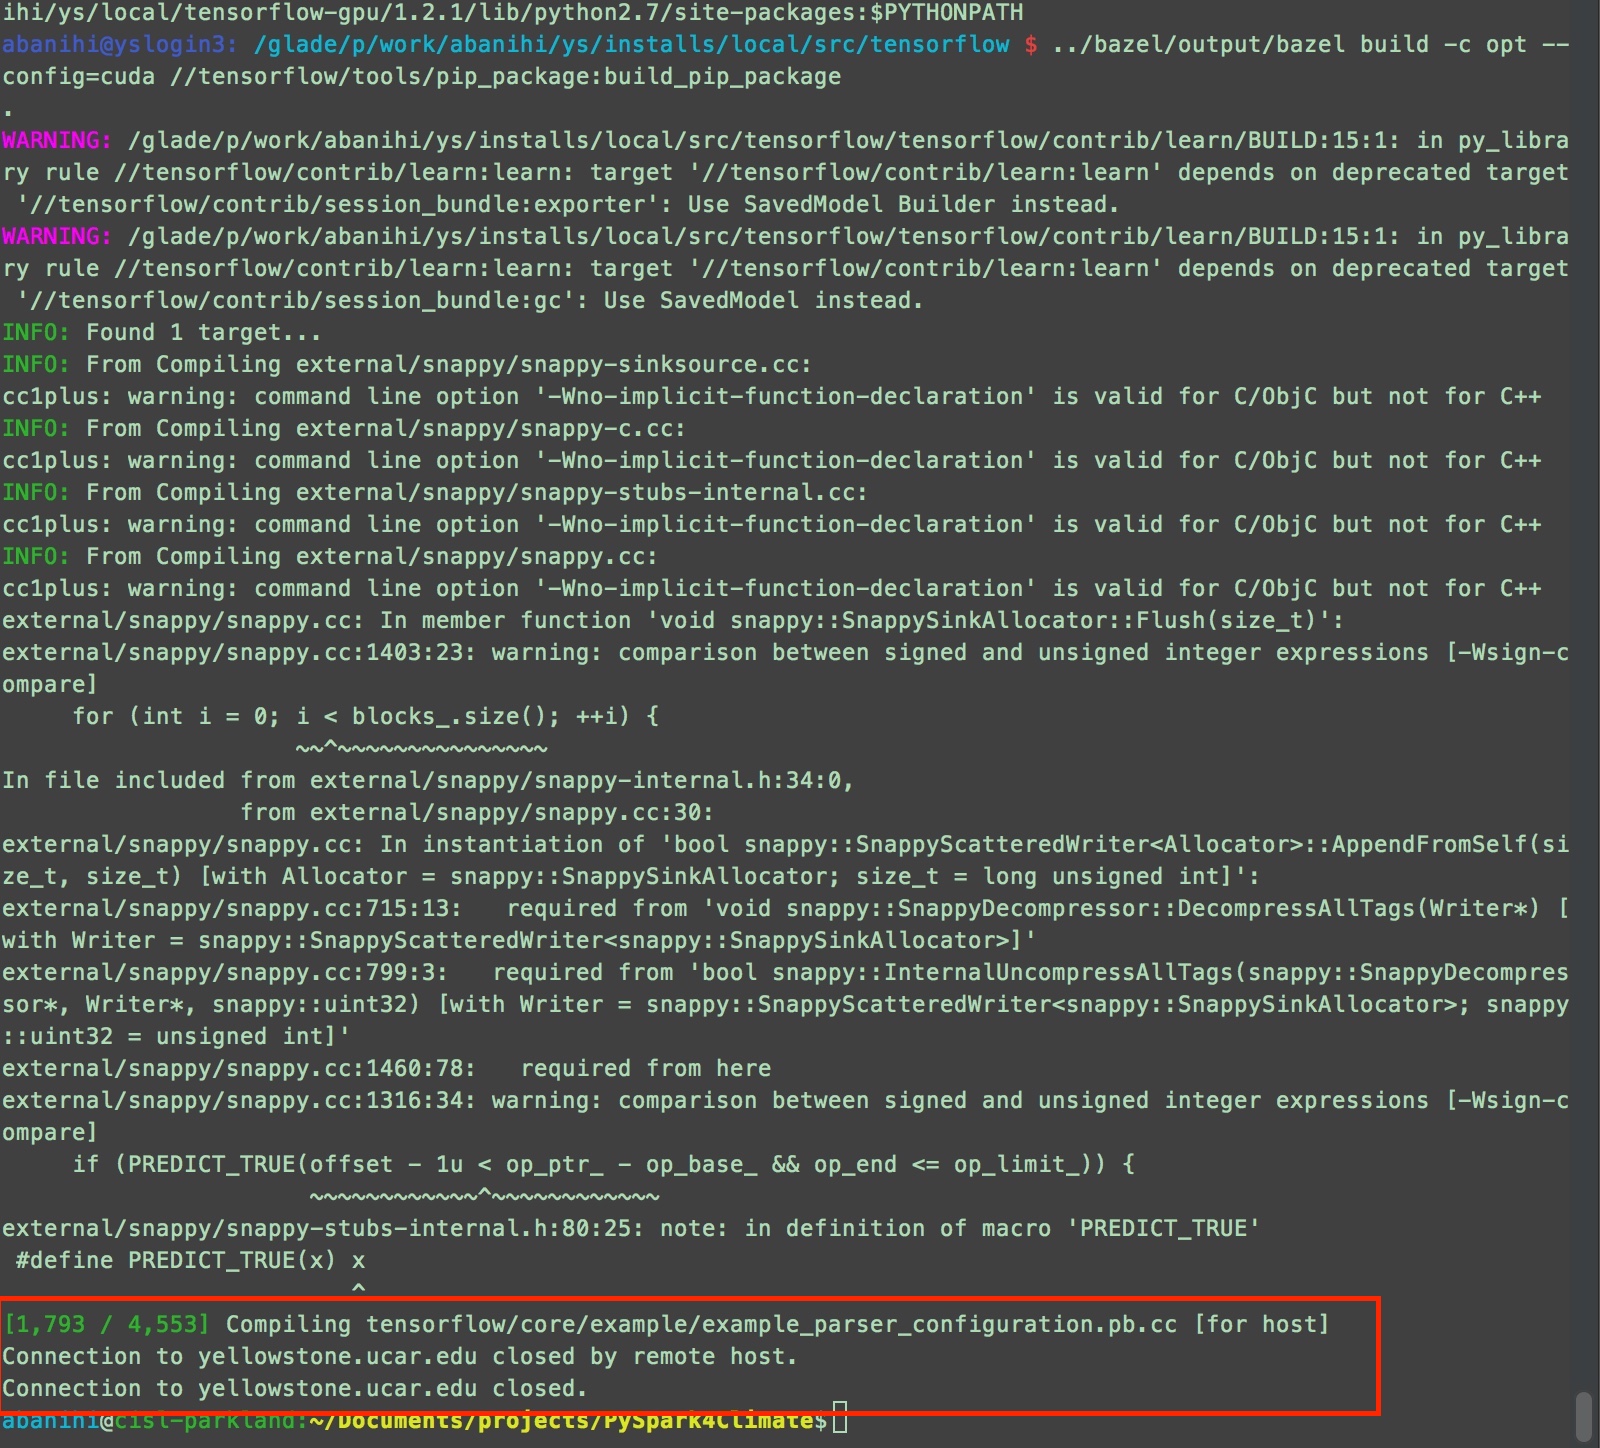 ihi/ys/local/tensorflow-gpu/1.2.1/lib/python2.7/site-packages:$PYTHONPATH
abanihi@yslogin3: /glade/p/work/abanihi/ys/installs/local/src/tensorflow $ ../bazel/output/bazel build -c opt --
config=cuda //tensorflow/tools/pip_package:build_pip_package
.
WARNING: /glade/p/work/abanihi/ys/installs/local/src/tensorflow/tensorflow/contrib/learn/BUILD:15:1: in py_libra
ry rule //tensorflow/contrib/learn:learn: target '//tensorflow/contrib/learn:learn' depends on deprecated target
 '//tensorflow/contrib/session_bundle:exporter': Use SavedModel Builder instead.
WARNING: /glade/p/work/abanihi/ys/installs/local/src/tensorflow/tensorflow/contrib/learn/BUILD:15:1: in py_libra
ry rule //tensorflow/contrib/learn:learn: target '//tensorflow/contrib/learn:learn' depends on deprecated target
 '//tensorflow/contrib/session_bundle:gc': Use SavedModel instead.
INFO: Found 1 target...
INFO: From Compiling external/snappy/snappy-sinksource.cc:
cc1plus: warning: command line option '-Wno-implicit-function-declaration' is valid for C/ObjC but not for C++
INFO: From Compiling external/snappy/snappy-c.cc:
cc1plus: warning: command line option '-Wno-implicit-function-declaration' is valid for C/ObjC but not for C++
INFO: From Compiling external/snappy/snappy-stubs-internal.cc:
cc1plus: warning: command line option '-Wno-implicit-function-declaration' is valid for C/ObjC but not for C++
INFO: From Compiling external/snappy/snappy.cc:
cc1plus: warning: command line option '-Wno-implicit-function-declaration' is valid for C/ObjC but not for C++
external/snappy/snappy.cc: In member function 'void snappy::SnappySinkAllocator::Flush(size_t)':
external/snappy/snappy.cc:1403:23: warning: comparison between signed and unsigned integer expressions [-Wsign-c
ompare]
     for (int i = 0; i < blocks_.size(); ++i) {
                     ~~^~~~~~~~~~~~~~~~
In file included from external/snappy/snappy-internal.h:34:0,
                 from external/snappy/snappy.cc:30:
external/snappy/snappy.cc: In instantiation of 'bool snappy::SnappyScatteredWriter<Allocator>::AppendFromSelf(si
ze_t, size_t) [with Allocator = snappy::SnappySinkAllocator; size_t = long unsigned int]':
external/snappy/snappy.cc:715:13:   required from 'void snappy::SnappyDecompressor::DecompressAllTags(Writer*) [
with Writer = snappy::SnappyScatteredWriter<snappy::SnappySinkAllocator>]'
external/snappy/snappy.cc:799:3:   required from 'bool snappy::InternalUncompressAllTags(snappy::SnappyDecompres
sor*, Writer*, snappy::uint32) [with Writer = snappy::SnappyScatteredWriter<snappy::SnappySinkAllocator>; snappy
::uint32 = unsigned int]'
external/snappy/snappy.cc:1460:78:   required from here
external/snappy/snappy.cc:1316:34: warning: comparison between signed and unsigned integer expressions [-Wsign-c
ompare]
     if (PREDICT_TRUE(offset - 1u < op_ptr_ - op_base_ && op_end <= op_limit_)) {
                      ~~~~~~~~~~~~^~~~~~~~~~~~~
external/snappy/snappy-stubs-internal.h:80:25: note: in definition of macro 'PREDICT_TRUE'
 #define PREDICT_TRUE(x) x
                         ^
[1,793 / 4,553] Compiling tensorflow/core/example/example_parser_configuration.pb.cc [for host]
Connection to yellowstone.ucar.edu closed by remote host.
Connection to yellowstone.ucar.edu closed.
abanihi@cisl-parkland:~/Documents/projects/PySpark4Climate$